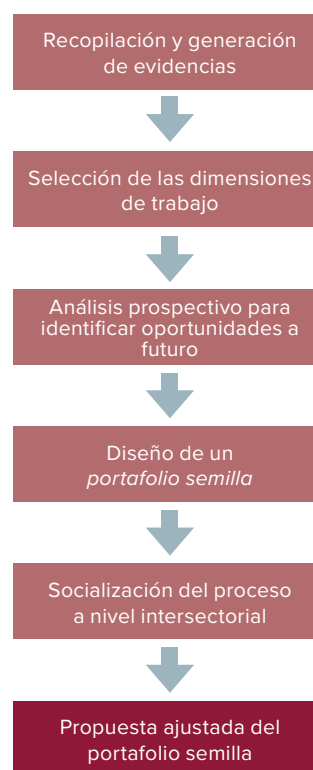 Recopilación y generación
de evidencias
Selección de las dimensiones
de trabajo
Análisis prospectivo para
identificar oportunidades a
futuro
Diseño de un
portafolio semilla
Socialización del proceso
a nivel intersectorial
Propuesta ajustada del
portafolio semilla